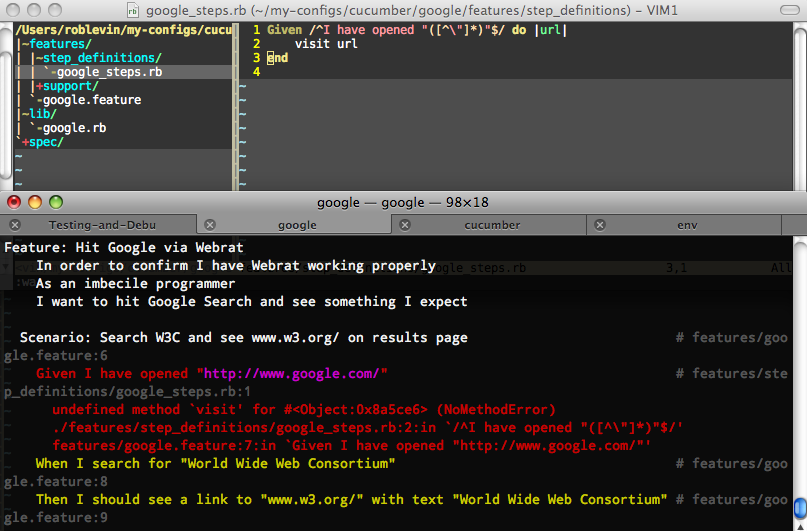 google_steps.rb (~/my-configs/cucumber/google/features/step_definitions) – VIM1
/Users/roblevin/my-configs/cucu
|~features/
| |~step_definitions/
| | `-google_steps.rb
| |+support/
| `-google.feature
|~lib/
| `-google.rb
`+spec/
~
~
~
1 Given /^I have opened "([^\"]*)"$/ do |url|
2     visit url
3 end
4
~
~
~
~
~
~
~
~
google — google — 98×18
Testing-and-Debu
google
cucumber
env
Feature: Hit Google via Webrat
In order to confirm I have Webrat working properly
google_steps.rb 3,1 All
As an imbecile programmer
I want to hit Google Search and see something I expect
Scenario: Search W3C and see www.w3.org/ on results page # features/goo
gle.feature:6
Given I have opened "http://www.google.com/" # features/ste
p_definitions/google_steps.rb:1
undefined method `visit' for #<Object:0x8a5ce6> (NoMethodError)
./features/step_definitions/google_steps.rb:2:in `/^I have opened "([^\"]*)"$/'
features/google.feature:7:in `Given I have opened "http://www.google.com/"'
When I search for "World Wide Web Consortium" # features/goo
gle.feature:8
Then I should see a link to "www.w3.org/" with text "World Wide Web Consortium" # features/goo
gle.feature:9